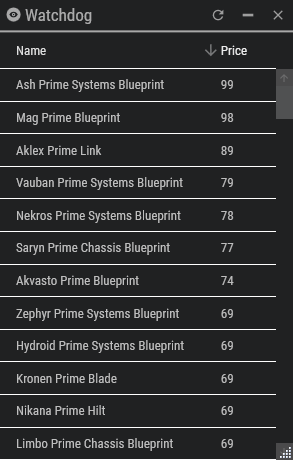 Watchdog
Name Price
Ash Prime Systems Blueprint 99
Mag Prime Blueprint 98
Aklex Prime Link 89
Vauban Prime Systems Blueprint 79
Nekros Prime Systems Blueprint 78
Saryn Prime Chassis Blueprint 77
Akvasto Prime Blueprint 74
Zephyr Prime Systems Blueprint 69
Hydroid Prime Systems Blueprint 69
Kronen Prime Blade 69
Nikana Prime Hilt 69
Limbo Prime Chassis Blueprint 69